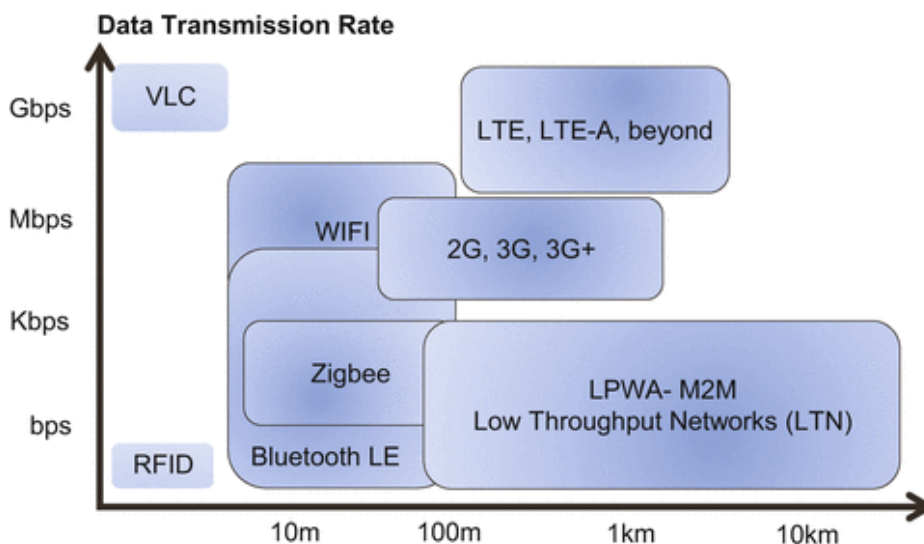 Data Transmission Rate
Gbps
VLC
LTE, LTE-A, beyond
Mbps
WIFI
2G, 3G, 3G+
Kbps
Zigbee
LPWA- M2M
Low Throughput Networks (LTN)
bps
Bluetooth LE
RFID
10m
100m
1km
10km